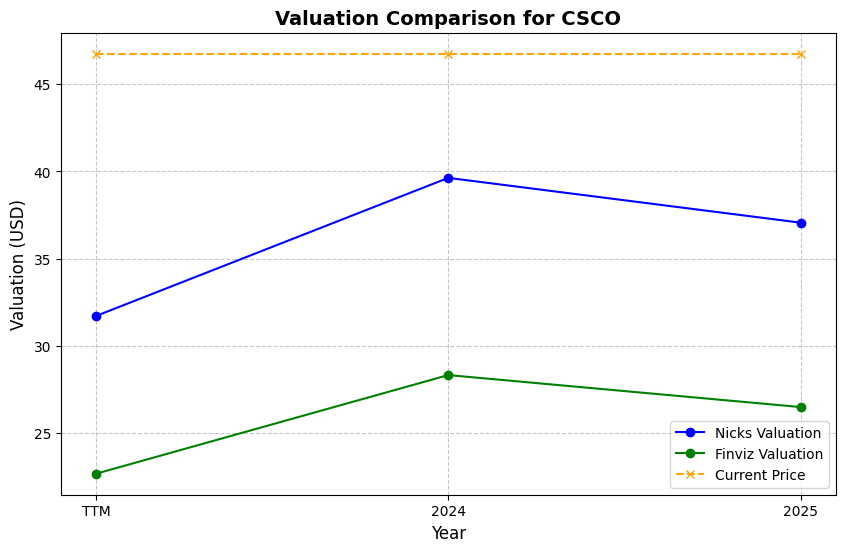 Valuation Comparison for CSCO
Valuation (USD)
45
40
35
30
25
TTM
2024
2025
Year
Nicks Valuation
Finviz Valuation
Current Price